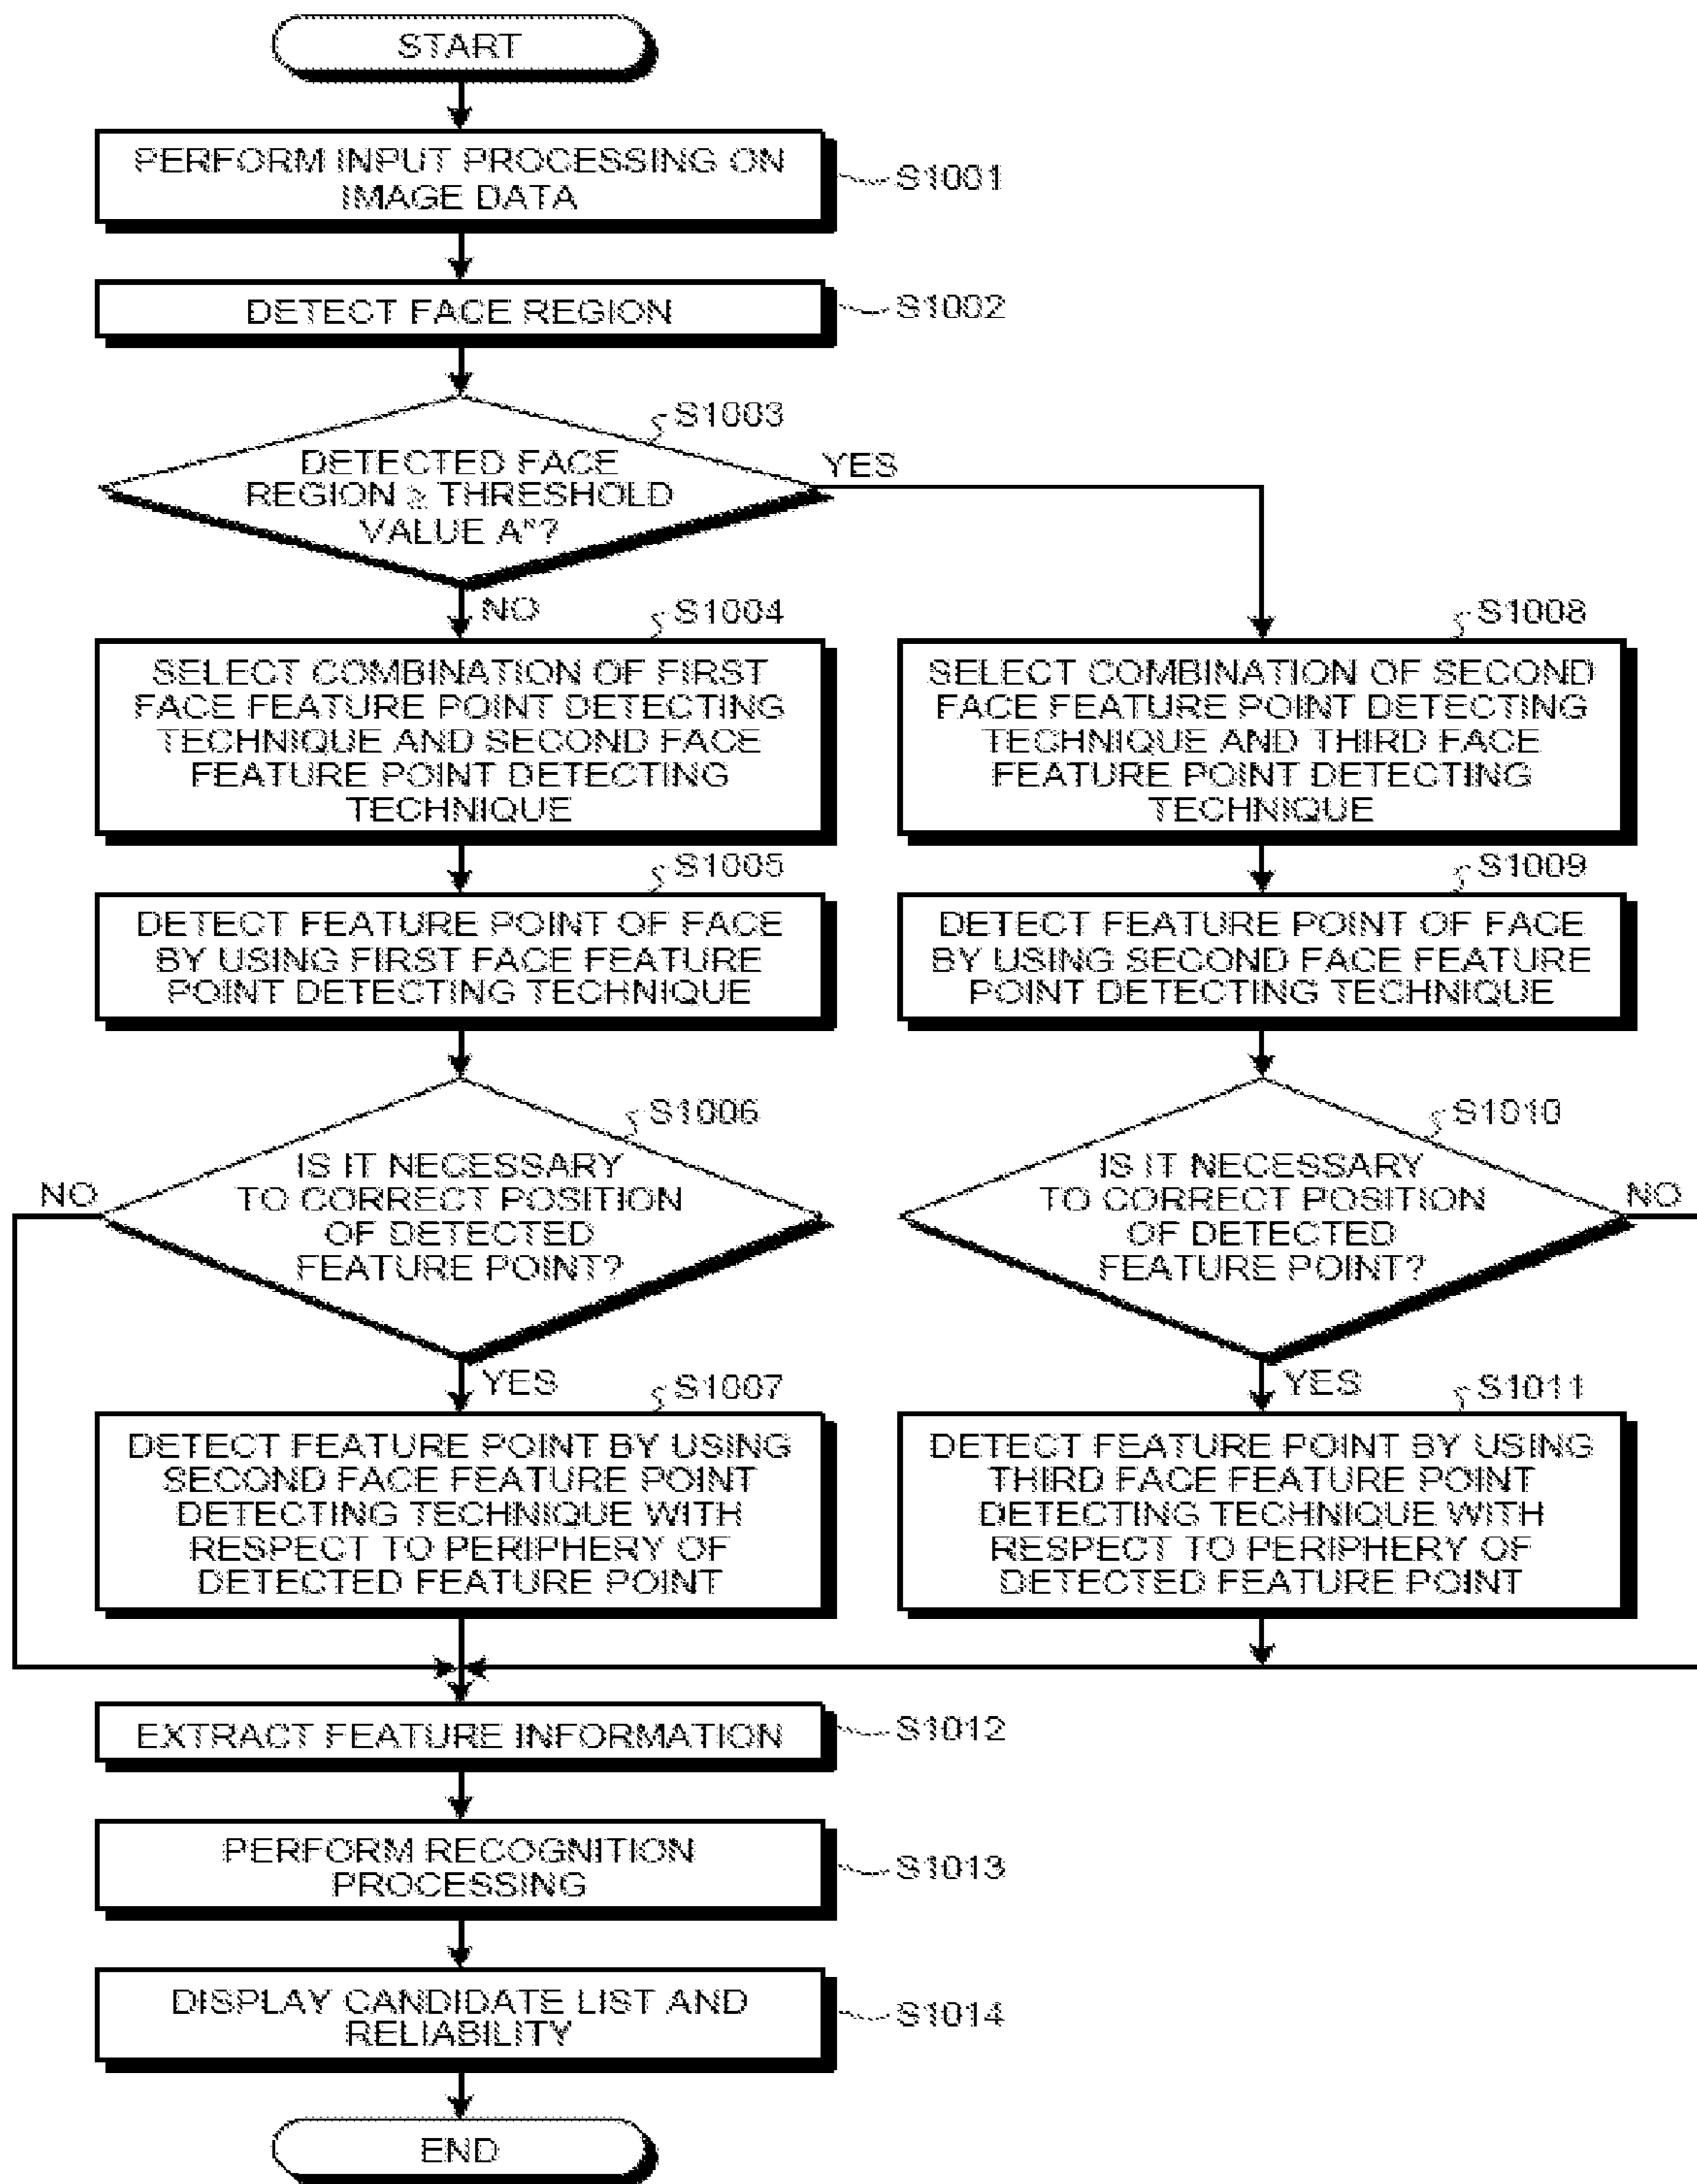 START
PERFORM INPUT PROCESSING ON
IMAGE DATA
S1001
DETECT FACE REGION
S1002
S1003
DETECTED FACE
REGION ≥ THRESHOLD
VALUE A"?
YES
NO
S1004
SELECT COMBINATION OF FIRST
FACE FEATURE POINT DETECTING
TECHNIQUE AND SECOND FACE
FEATURE POINT DETECTING
TECHNIQUE
S1008
SELECT COMBINATION OF SECOND
FACE FEATURE POINT DETECTING
TECHNIQUE AND THIRD FACE
FEATURE POINT DETECTING
TECHNIQUE
S1005
DETECT FEATURE POINT OF FACE
BY USING FIRST FACE FEATURE
POINT DETECTING TECHNIQUE
S1009
DETECT FEATURE POINT OF FACE
BY USING SECOND FACE FEATURE
POINT DETECTING TECHNIQUE
S1006
IS IT NECESSARY
TO CORRECT POSITION
OF DETECTED
FEATURE POINT?
NO
YES
S1010
IS IT NECESSARY
TO CORRECT POSITION
OF DETECTED
FEATURE POINT?
NO
YES
S1007
DETECT FEATURE POINT BY USING
SECOND FACE FEATURE POINT
DETECTING TECHNIQUE WITH
RESPECT TO PERIPHERY OF
DETECTED FEATURE POINT
S1011
DETECT FEATURE POINT BY USING
THIRD FACE FEATURE POINT
DETECTING TECHNIQUE WITH
RESPECT TO PERIPHERY OF
DETECTED FEATURE POINT
EXTRACT FEATURE INFORMATION
S1012
PERFORM RECOGNITION
PROCESSING
S1013
DISPLAY CANDIDATE LIST AND
RELIABILITY
S1014
END